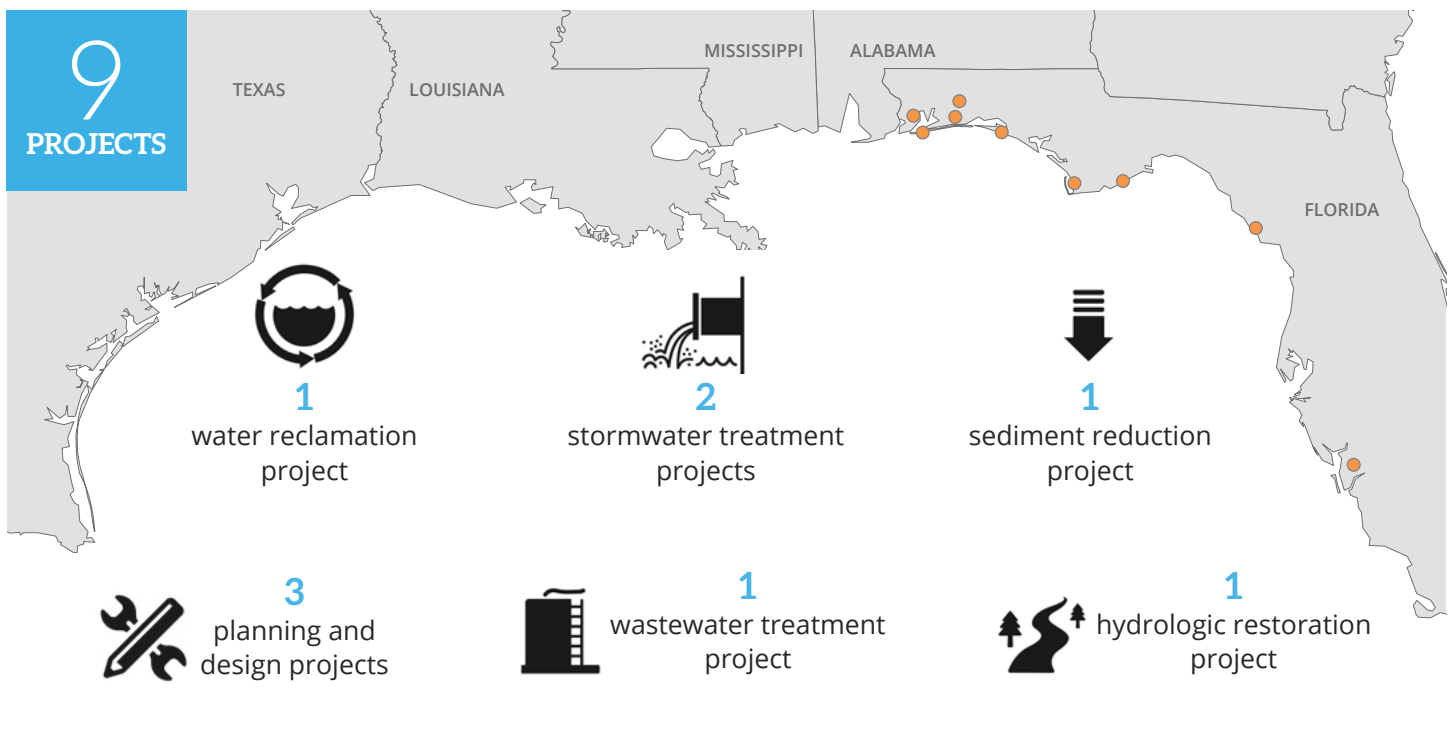 9
PROJECTS
TEXAS
LOUISIANA
MISSISSIPPI
ALABAMA
FLORIDA
1
water reclamation
project
2
stormwater treatment
projects
1
sediment reduction
project
3
planning and
design projects
1
wastewater treatment
project
1
hydrologic restoration
project